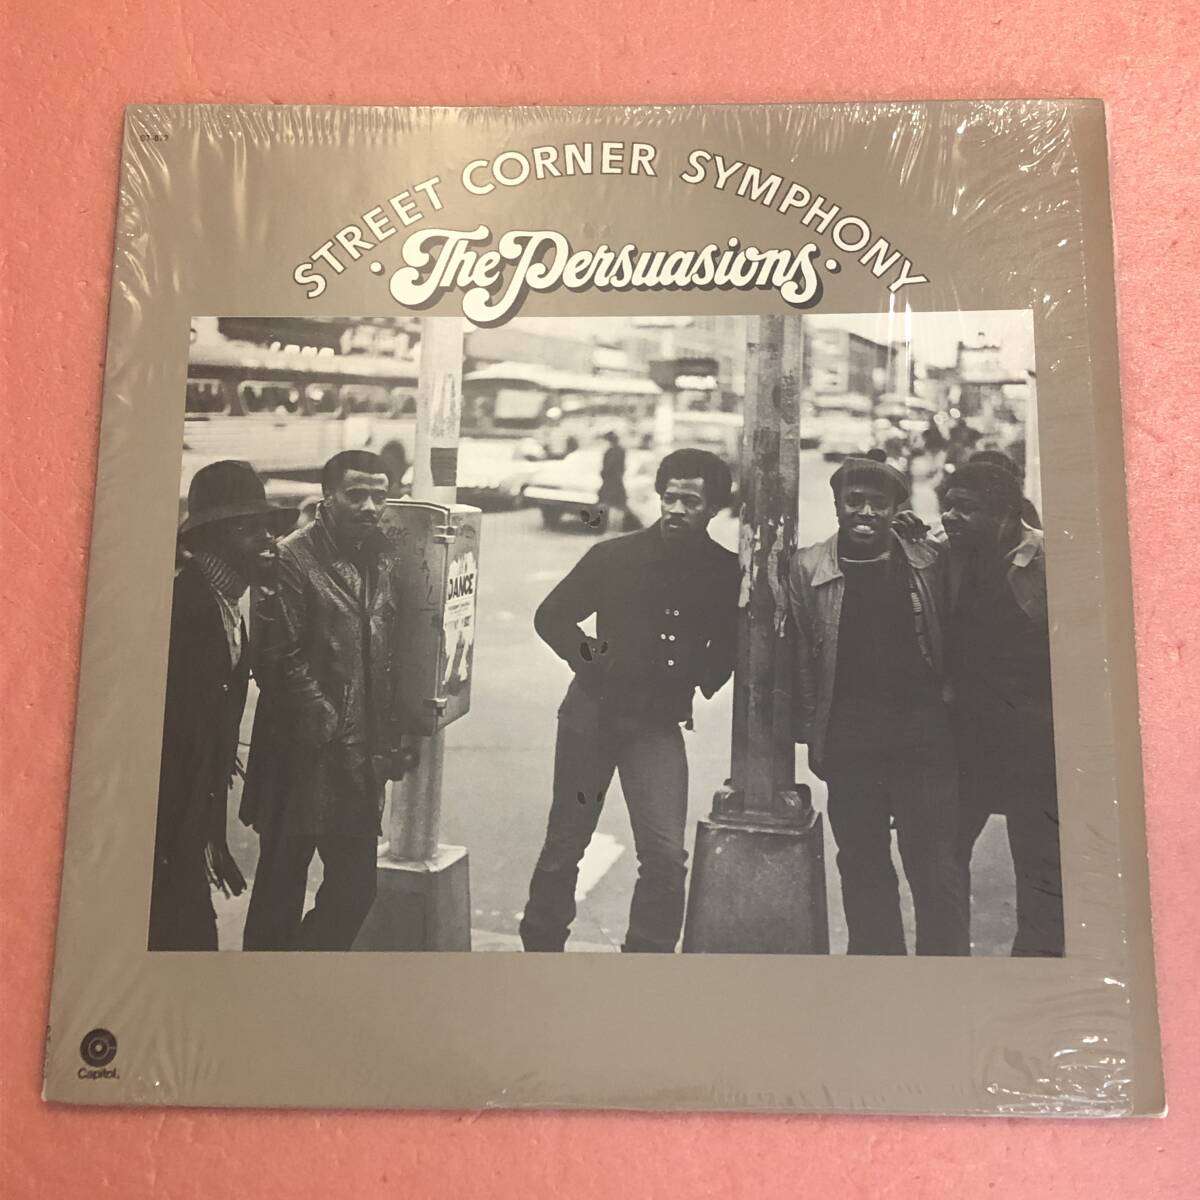 STREET CORNER SYMPHONY
• The Persuasions •
DANCE
Capitol.